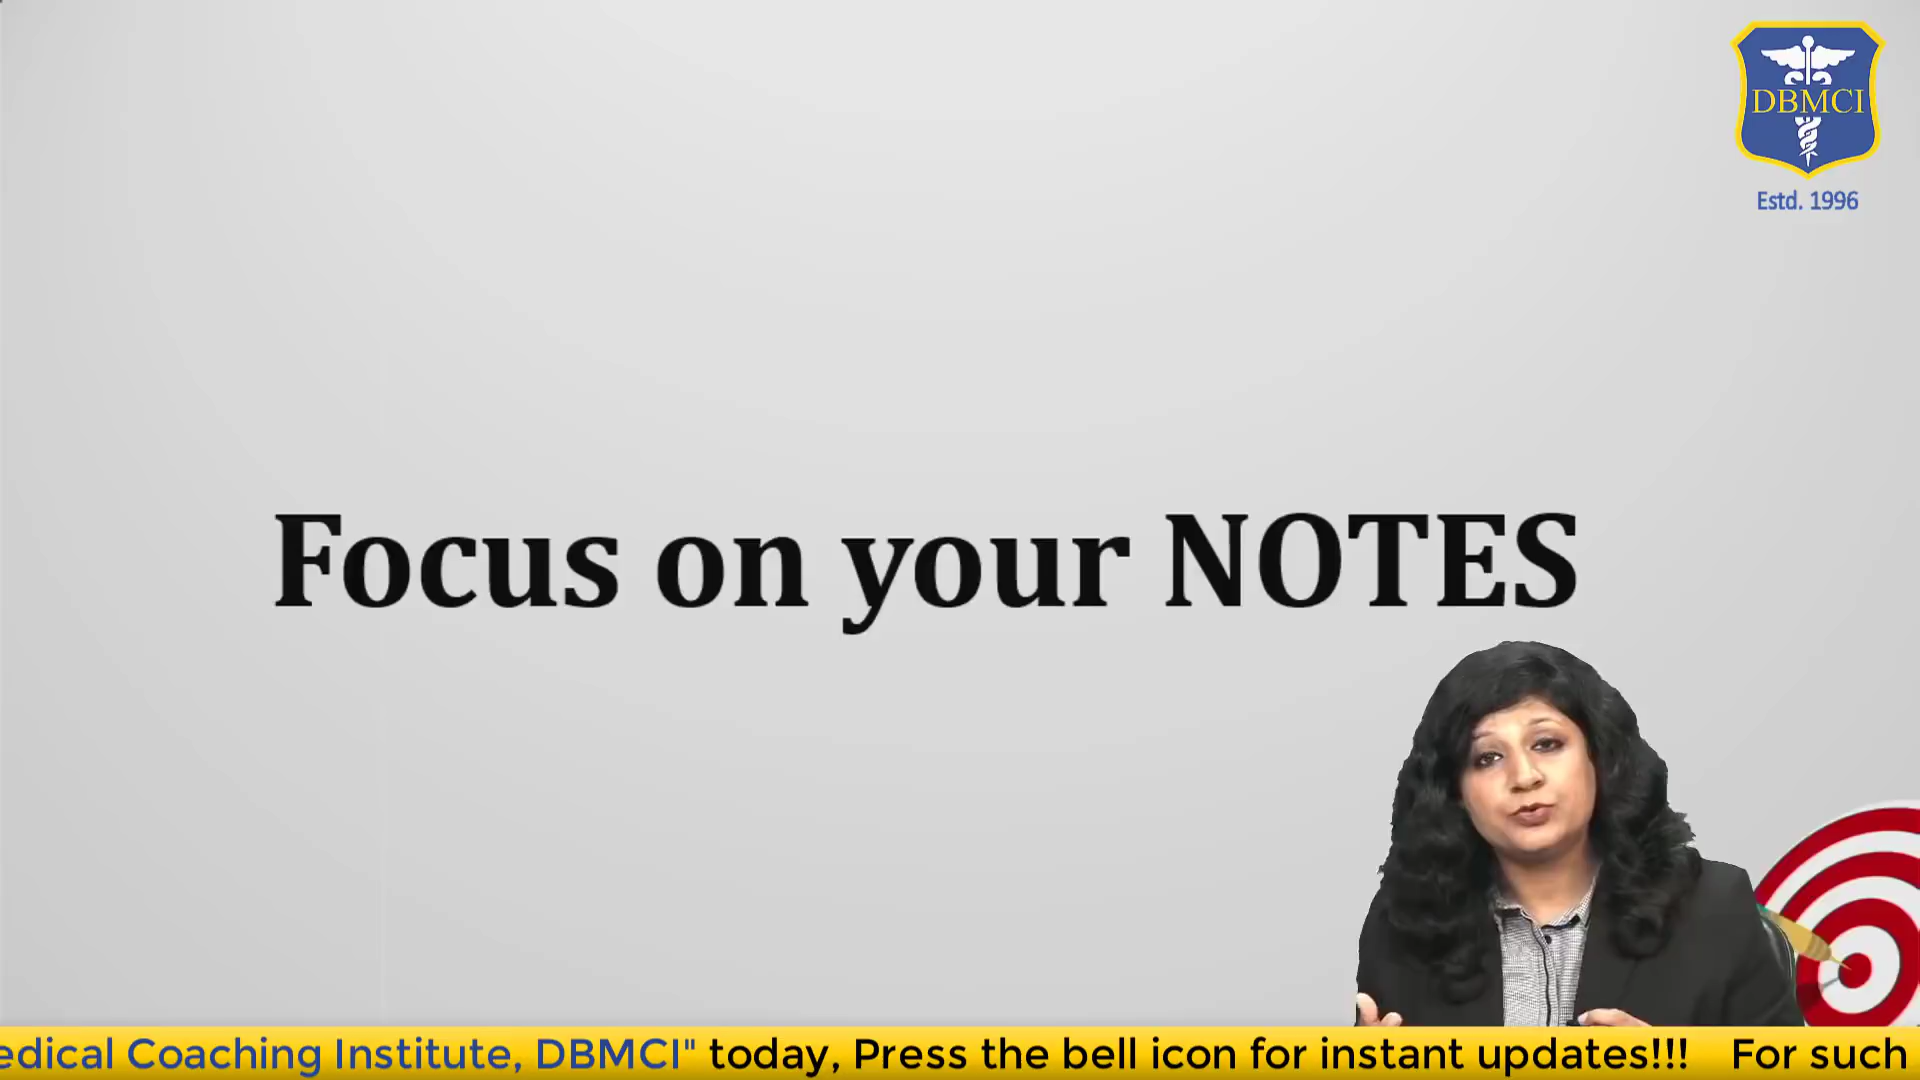 DBMCI
Estd. 1996
Focus on your NOTES
edical Coaching Institute, DBMCI" today, Press the bell icon for instant updates!!! For such